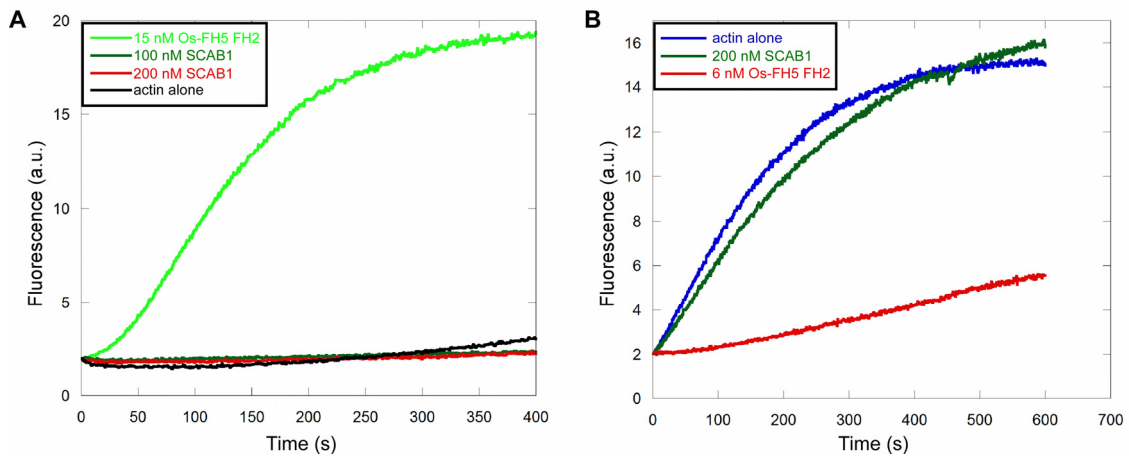 A
15 nM Os-FH5 FH2
100 nM SCAB1
200 nM SCAB1
actin alone
Fluorescence (a.u.)
20
15
10
5
0
0 50 100 150 200 250 300 350 400
Time (s)
B
actin alone
200 nM SCAB1
6 nM Os-FH5 FH2
Fluorescence (a.u.)
16
14
12
10
8
6
4
2
0
0 100 200 300 400 500 600 700
Time (s)